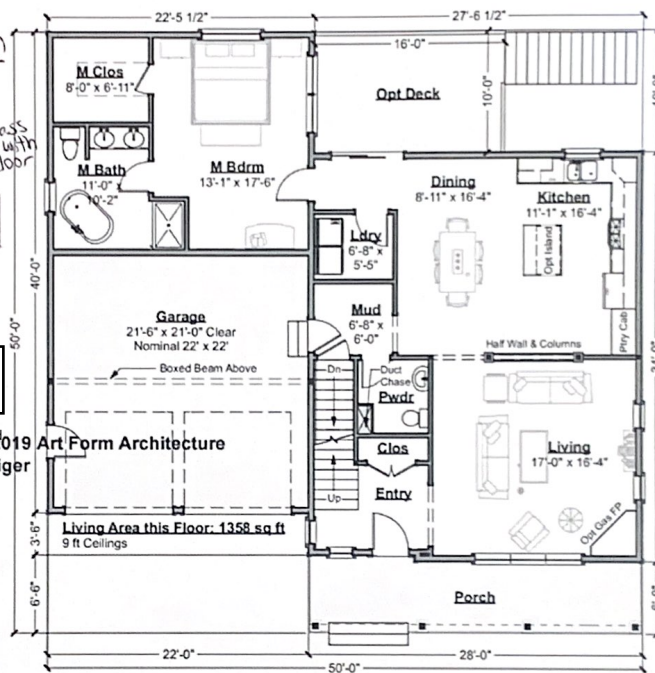 22'-5 1/2"
27'-6 1/2"
16'-0"
M Clos
8'-0" x 6'-11"
Opt Deck
10'-0"
with
M Bath
11'-0" x
10'-2"
M Bdrm
13'-1" x 17'-6"
Dining
8'-11" x 16'-4"
Kitchen
11'-1" x 16'-4"
Ldry
6'-8" x
5'-5"
Opt Island
40'-0"
50'-0"
Garage
21'-6" x 21'-0" Clear
Nominal 22' x 22'
Mud
6'-8" x
6'-0"
Half Wall & Columns
Ptry Cab
Boxed Beam Above
Dn
Duct
Chase
Pwdr
019 Art Form Architecture
iger
Clos
Living
17'-0" x 16'-4"
Up
Entry
Opt Gas FP
Living Area this Floor: 1358 sq ft
9 ft Ceilings
3'-6"
6'-6"
Porch
22'-0"
28'-0"
50'-0"